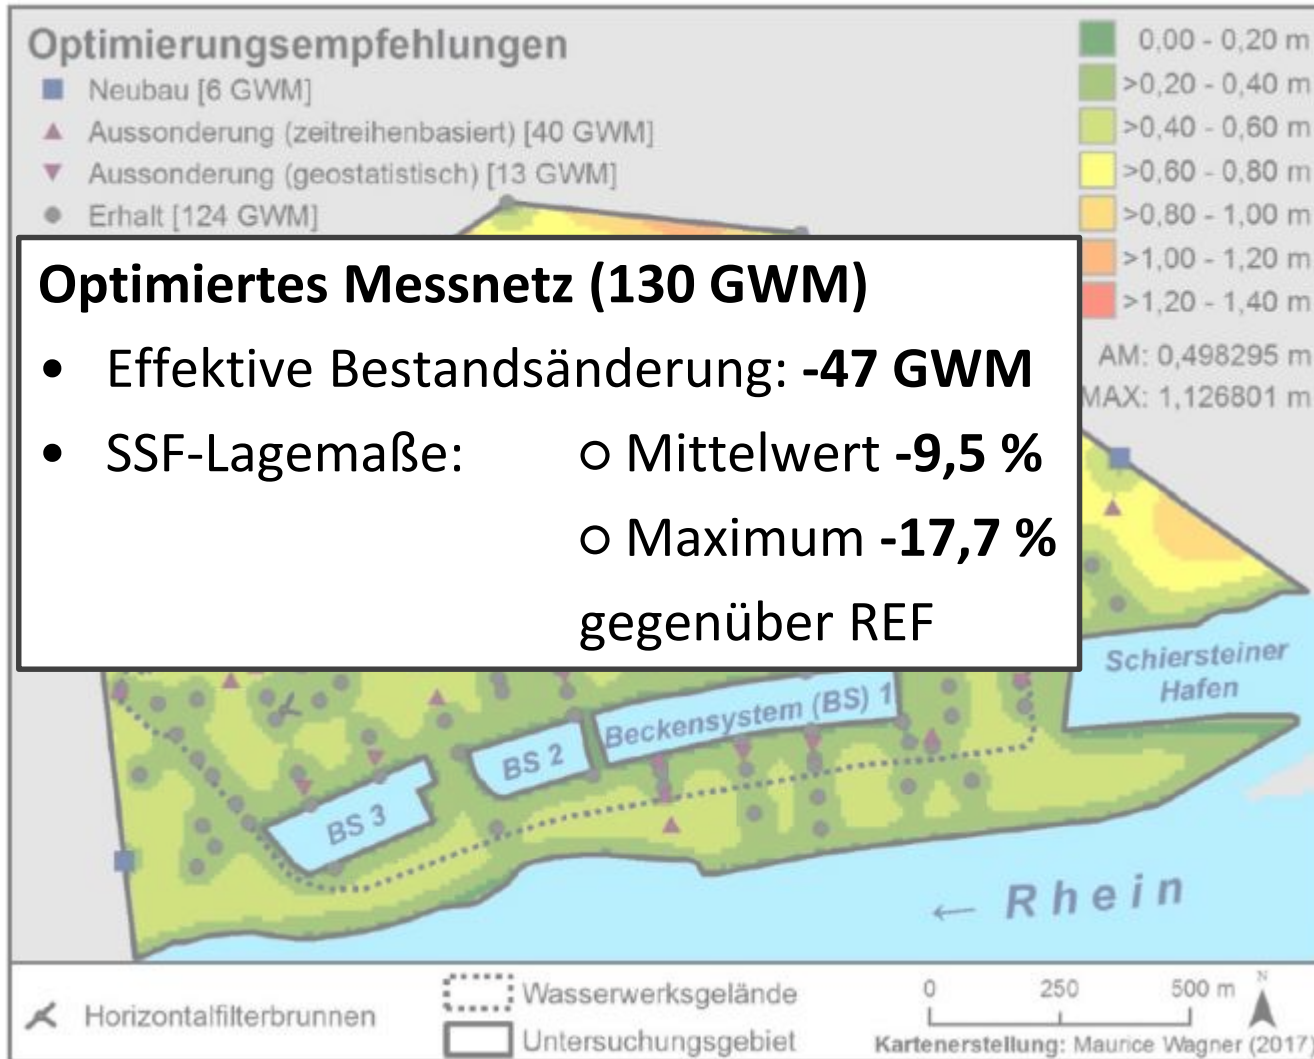 Optimierungsempfehlungen
Neubau [6 GWM]
Aussonderung (zeitreihenbasiert) [40 GWM]
Aussonderung (geostatistisch) [13 GWM]
Erhalt [124 GWM]
0,00 - 0,20 m
>0,20 - 0,40 m
>0,40 - 0,60 m
>0,60 - 0,80 m
>0,80 - 1,00 m
>1,00 - 1,20 m
>1,20 - 1,40 m
AM: 0,498295 m
MAX: 1,126801 m
Optimiertes Messnetz (130 GWM)
• Effektive Bestandsänderung: -47 GWM
• SSF-Lagemaße: ○ Mittelwert -9,5 %
○ Maximum -17,7 %
gegenüber REF
Schiersteiner
Hafen
Beckensystem (BS) 1
BS 2
BS 3
← Rhein
Horizontalfilterbrunnen
Wasserwerksgelände
Untersuchungsgebiet
0 250 500 m
N
Kartenerstellung: Maurice Wagner (2017